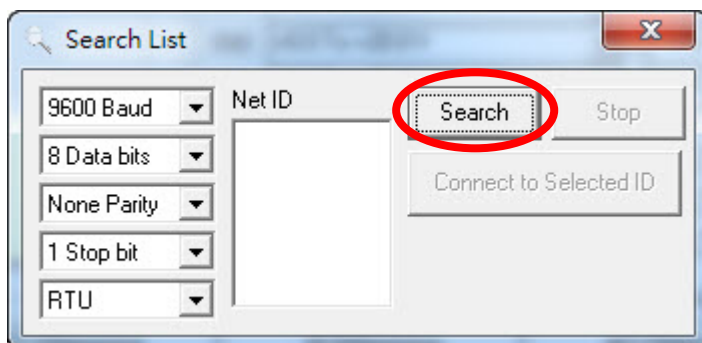 Search List
9600 Baud
8 Data bits
None Parity
1 Stop bit
RTU
Net ID
Search
Stop
Connect to Selected ID